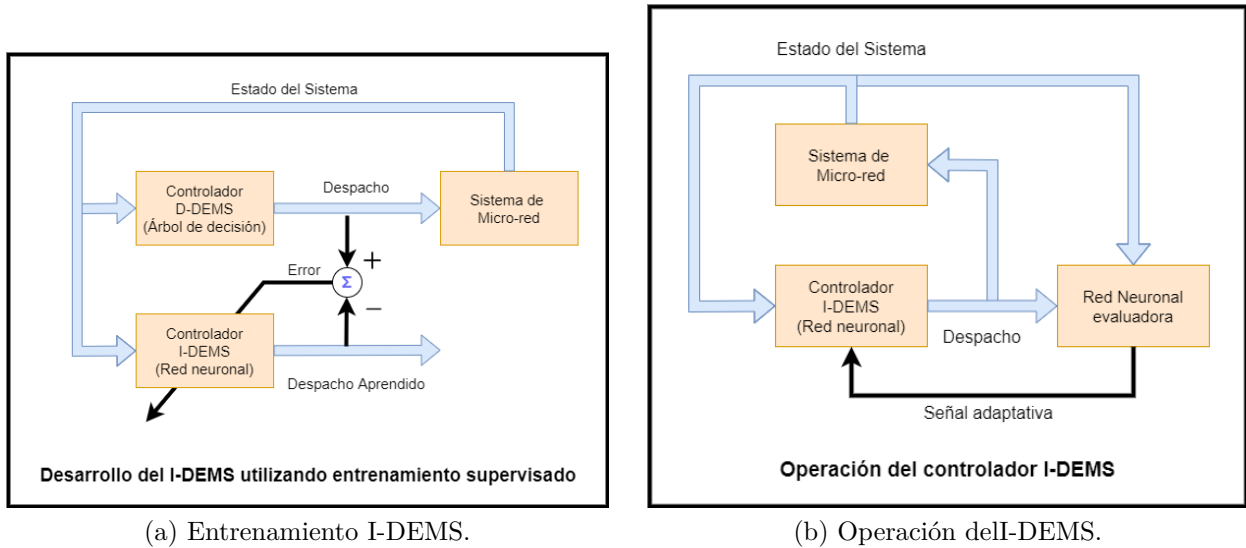 Estado del Sistema
Controlador
D-DEMS
(Árbol de decisión)
Despacho
Sistema de
Micro-red
+
Error
Σ
−
Controlador
I-DEMS
(Red neuronal)
Despacho Aprendido
Desarrollo del I-DEMS utilizando entrenamiento supervisado
(a) Entrenamiento I-DEMS.
Estado del Sistema
Sistema de
Micro-red
Controlador
I-DEMS
(Red neuronal)
Despacho
Red Neuronal
evaluadora
Señal adaptativa
Operación del controlador I-DEMS
(b) Operación delI-DEMS.